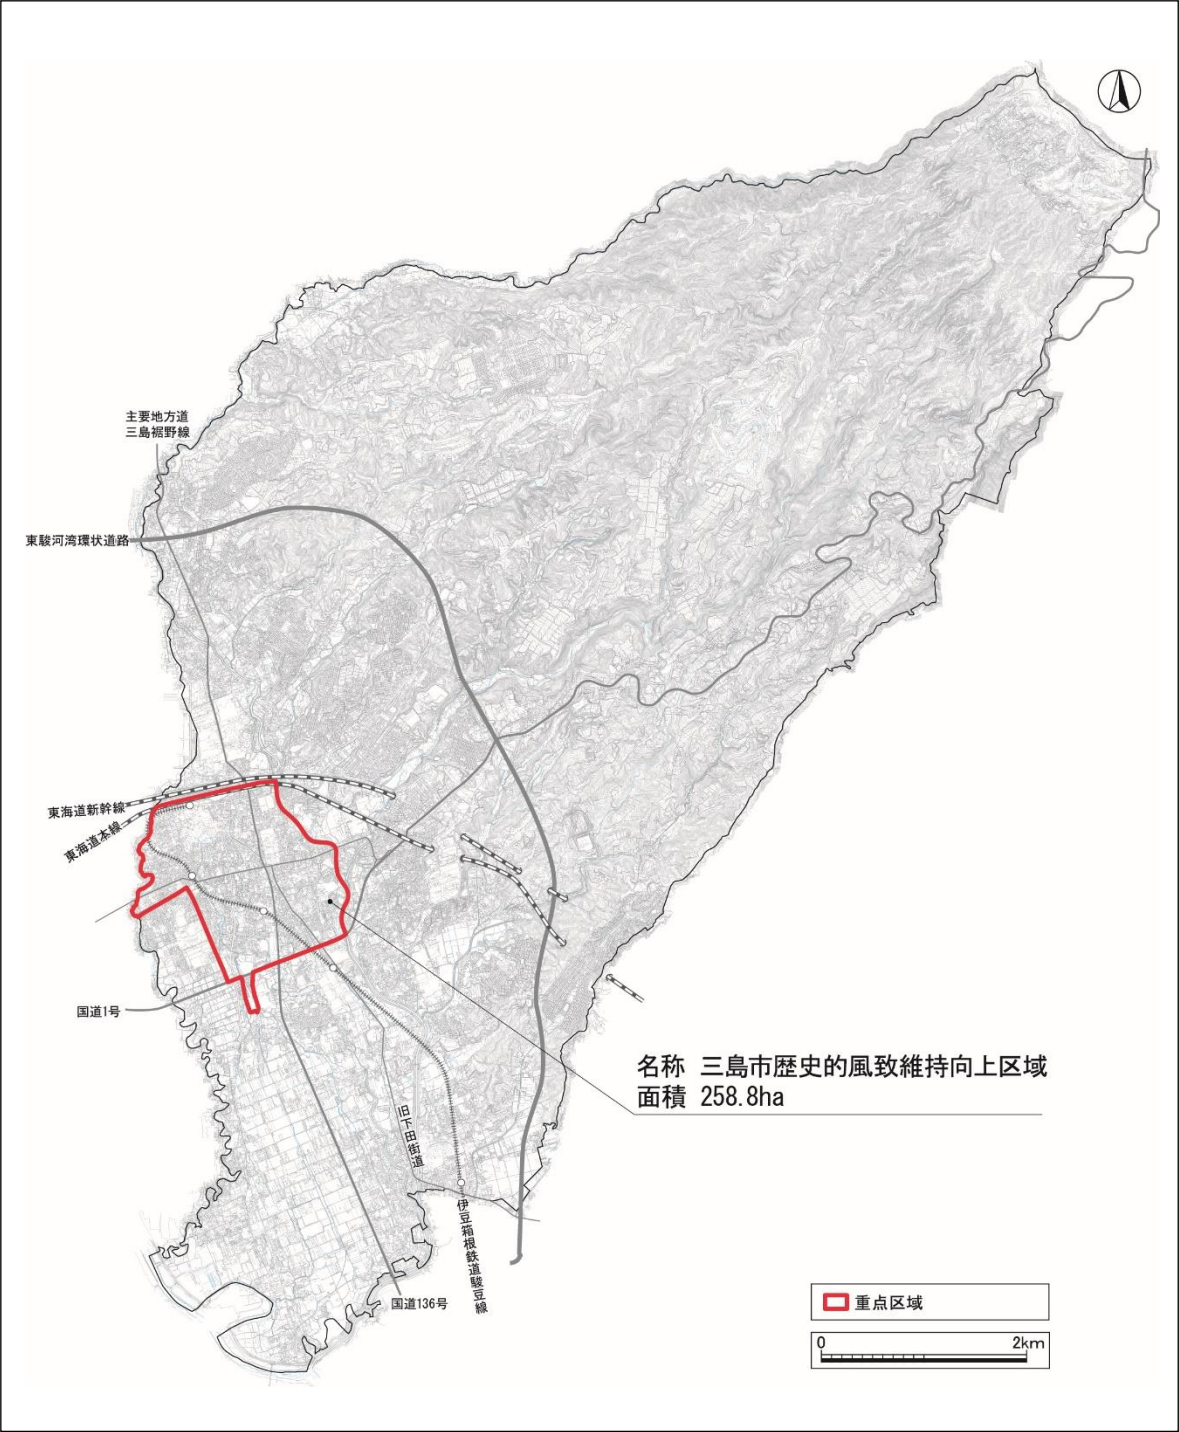 主要地方道
三島裾野線
東駿河湾環状道路
東海道新幹線
東海道本線
国道1号
名称 三島市歴史的風致維持向上区域
面積 258.8ha
旧下田街道
伊豆箱根鉄道駿豆線
国道136号
重点区域
0 2km